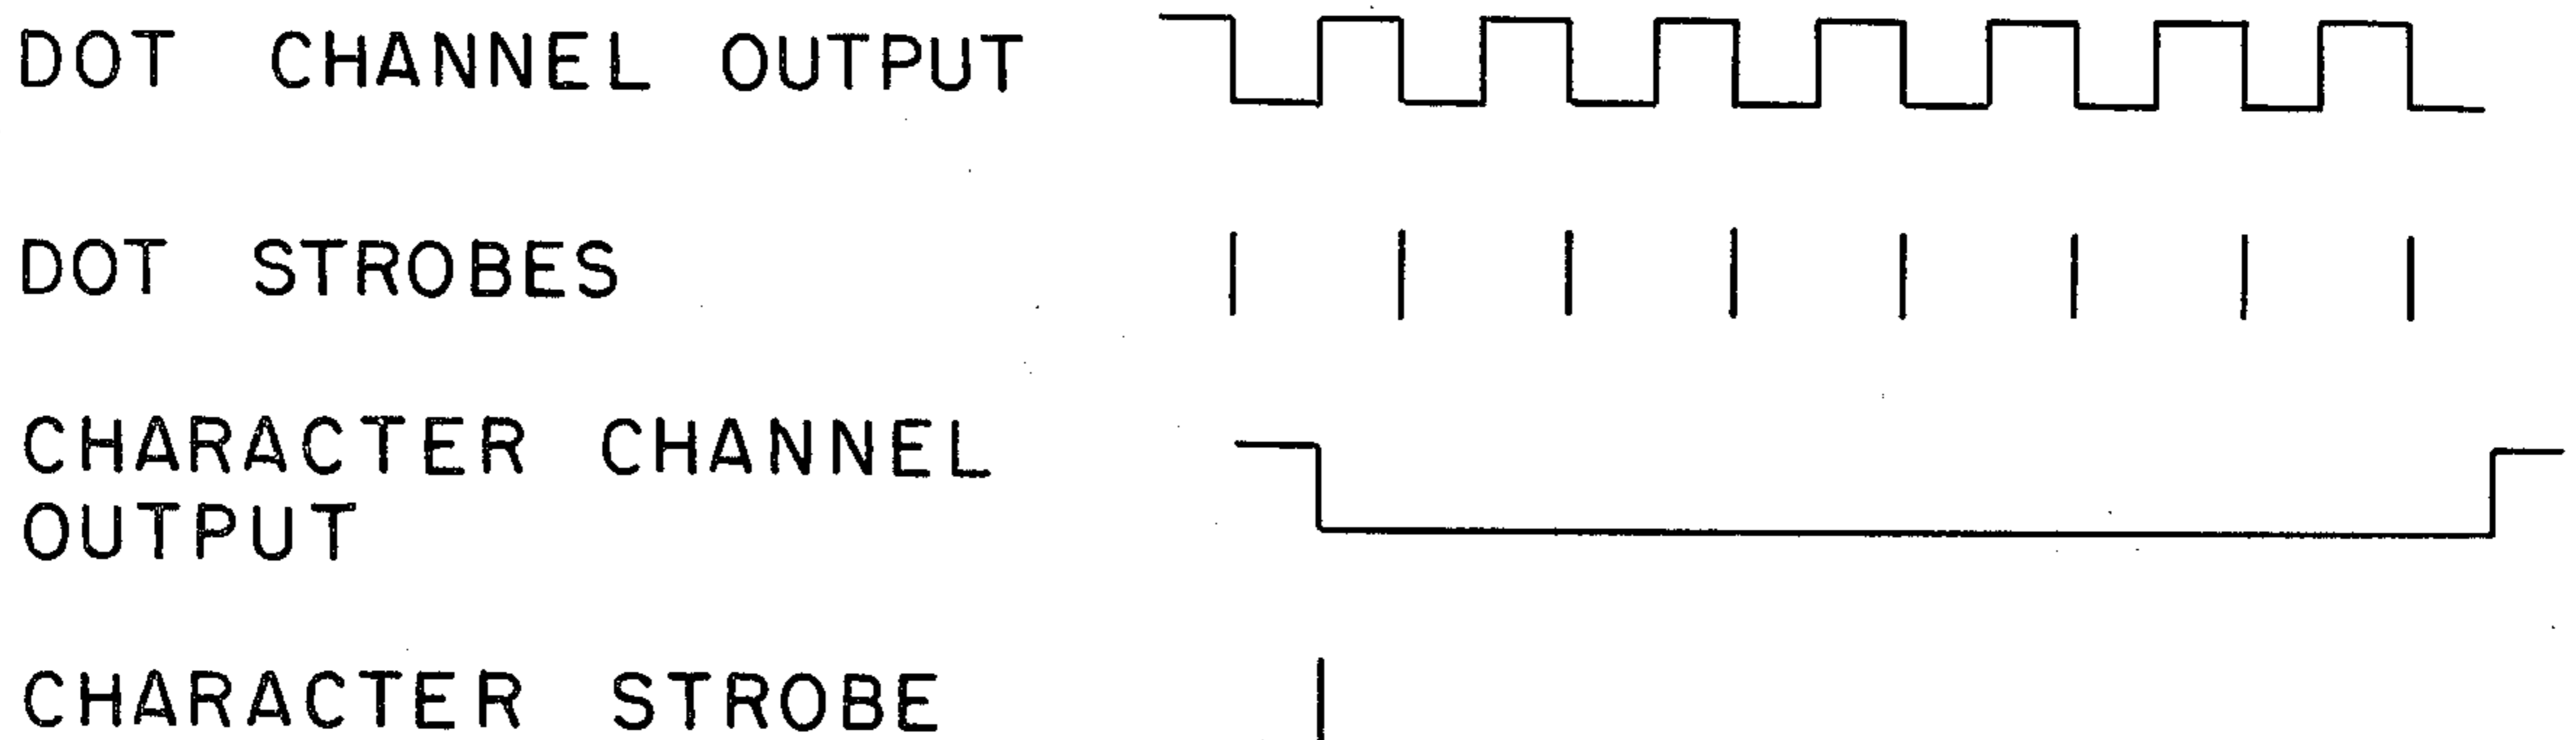 DOT CHANNEL OUTPUT
DOT STROBES
CHARACTER CHANNEL
OUTPUT
CHARACTER STROBE